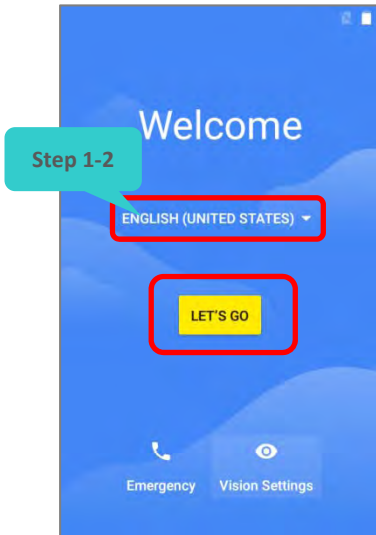 Welcome
Step 1-2
ENGLISH (UNITED STATES)
LET'S GO
Emergency Vision Settings